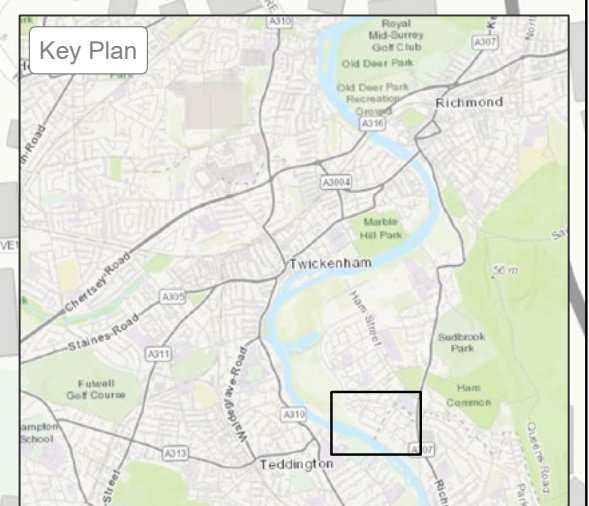 A310
Royal
Mid-Surrey
Golf Club
A307
Key Plan
Old Deer Park
Park
Old Deer Park
Recreation
Ground
Richmond
A316
A3004
Marble
Hill Park
Twickenham
56 m
Chertsey-Road
A305
Ham Street
Staines-Road
Sudbrook
Park
A311
Waldegrave-Road
Fulwell
Golf Course
Ham
Common
A310
Queens Road
School
A313
A307
Teddington
Street
Park